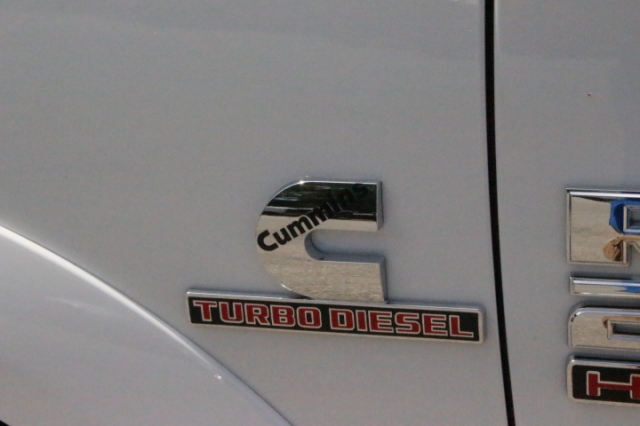 Cummins
TURBO DIESEL
R
H